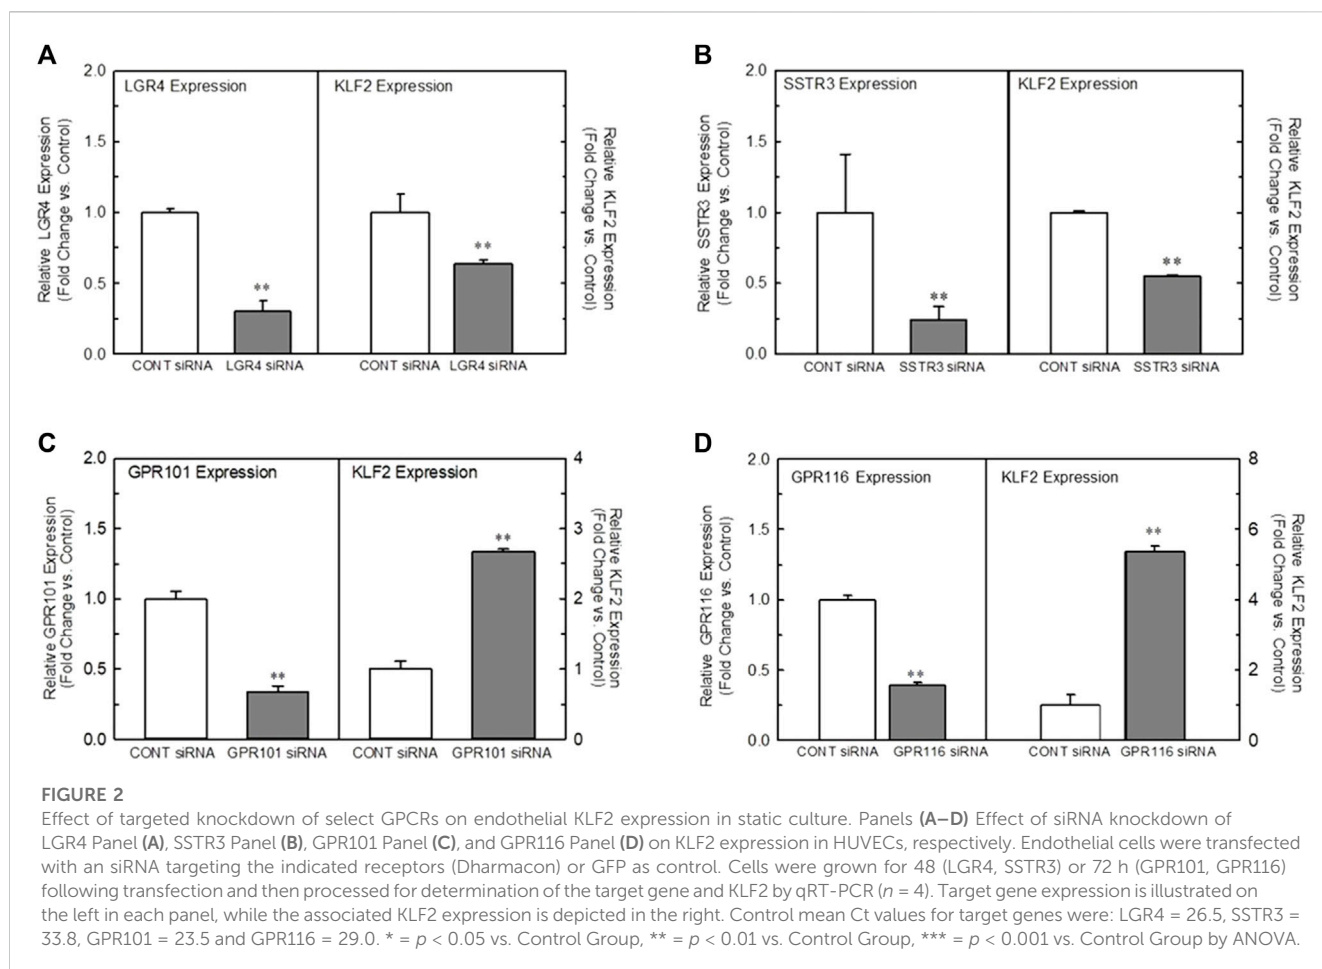 A
2.0
1.5
1.0
0.5
0.0
Relative LGR4 Expression
(Fold Change vs. Control)
LGR4 Expression
KLF2 Expression
**
**
CONT siRNA
LGR4 siRNA
CONT siRNA
LGR4 siRNA
Relative KLF2 Expression
(Fold Change vs. Control)
B
2.0
1.5
1.0
0.5
0.0
Relative SSTR3 Expression
(Fold Change vs. Control)
SSTR3 Expression
KLF2 Expression
**
**
CONT siRNA
SSTR3 siRNA
CONT siRNA
SSTR3 siRNA
Relative KLF2 Expression
(Fold Change vs. Control)
C
2.0
1.5
1.0
0.5
0.0
Relative GPR101 Expression
(Fold Change vs. Control)
GPR101 Expression
KLF2 Expression
**
**
CONT siRNA
GPR101 siRNA
CONT siRNA
GPR101 siRNA
4
3
2
1
0
Relative KLF2 Expression
(Fold Change vs. Control)
D
2.0
1.5
1.0
0.5
0.0
Relative GPR116 Expression
(Fold Change vs. Control)
GPR116 Expression
KLF2 Expression
**
**
CONT siRNA
GPR116 siRNA
CONT siRNA
GPR116 siRNA
8
6
4
2
0
Relative KLF2 Expression
(Fold Change vs. Control)
FIGURE 2
Effect of targeted knockdown of select GPCRs on endothelial KLF2 expression in static culture. Panels (A–D) Effect of siRNA knockdown of
LGR4 Panel (A), SSTR3 Panel (B), GPR101 Panel (C), and GPR116 Panel (D) on KLF2 expression in HUVECs, respectively. Endothelial cells were transfected
with an siRNA targeting the indicated receptors (Dharmacon) or GFP as control. Cells were grown for 48 (LGR4, SSTR3) or 72 h (GPR101, GPR116)
following transfection and then processed for determination of the target gene and KLF2 by qRT-PCR (n = 4). Target gene expression is illustrated on
the left in each panel, while the associated KLF2 expression is depicted in the right. Control mean Ct values for target genes were: LGR4 = 26.5, SSTR3 =
33.8, GPR101 = 23.5 and GPR116 = 29.0. * = p < 0.05 vs. Control Group, ** = p < 0.01 vs. Control Group, *** = p < 0.001 vs. Control Group by ANOVA.